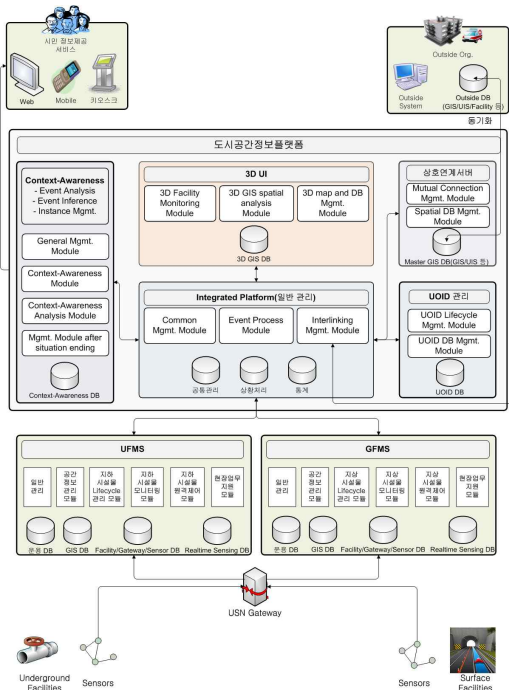 시민 정보제공
서비스
Web
Mobile
키오스크
Outside Org.
Outside
System
Outside DB
(GIS/UIS/Facility 등)
동기화
도시공간정보플랫폼
Context-Awareness
- Event Analysis
- Event Inference
- Instance Mgmt.
General Mgmt.
Module
Context-Awareness
Module
Context-Awareness
Analysis Module
Mgmt. Module after
situation ending
Context-Awareness DB
3D UI
3D Facility
Monitoring
Module
3D GIS spatial
analysis
Module
3D map and DB
Mgmt.
Module
3D GIS DB
Integrated Platform(일반 관리)
Common
Mgmt. Module
Event Process
Module
Interlinking
Mgmt. Module
공통관리
상황처리
통계
상호연계서버
Mutual Connection
Mgmt. Module
Spatial DB Mgmt.
Module
Master GIS DB(GIS/UIS 등)
UOID 관리
UOID Lifecycle
Mgmt. Module
UOID DB Mgmt.
Module
UOID DB
UFMS
일반
관리
공간
정보
관리
모듈
지하
시설물
Lifecycle
관리 모듈
지하
시설물
모니터링
모듈
지하
시설물
원격제어
모듈
현장업무
지원
모듈
운용 DB
GIS DB
Facility/Gateway/Sensor DB
Realtime Sensing DB
GFMS
일반
관리
공간
정보
관리
모듈
지상
시설물
Lifecycle
관리 모듈
지상
시설물
모니터링
모듈
지상
시설물
원격제어
모듈
현장업무
지원
모듈
운용 DB
GIS DB
Facility/Gateway/Sensor DB
Realtime Sensing DB
USN Gateway
Underground
Facilities
Sensors
Sensors
Surface
Facilities